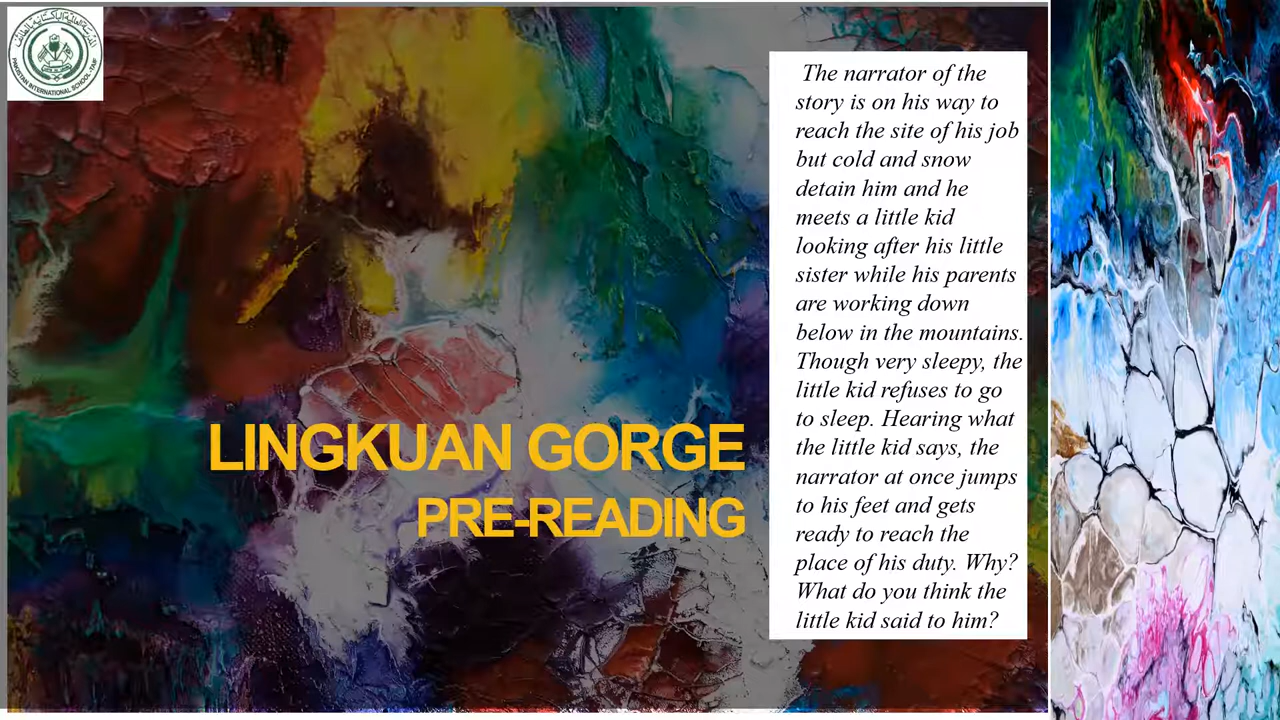 PAKISTAN INTERNATIONAL SCHOOL TAIF
LINGKUAN GORGE
PRE-READING
The narrator of the
story is on his way to
reach the site of his job
but cold and snow
detain him and he
meets a little kid
looking after his little
sister while his parents
are working down
below in the mountains.
Though very sleepy, the
little kid refuses to go
to sleep. Hearing what
the little kid says, the
narrator at once jumps
to his feet and gets
ready to reach the
place of his duty. Why?
What do you think the
little kid said to him?